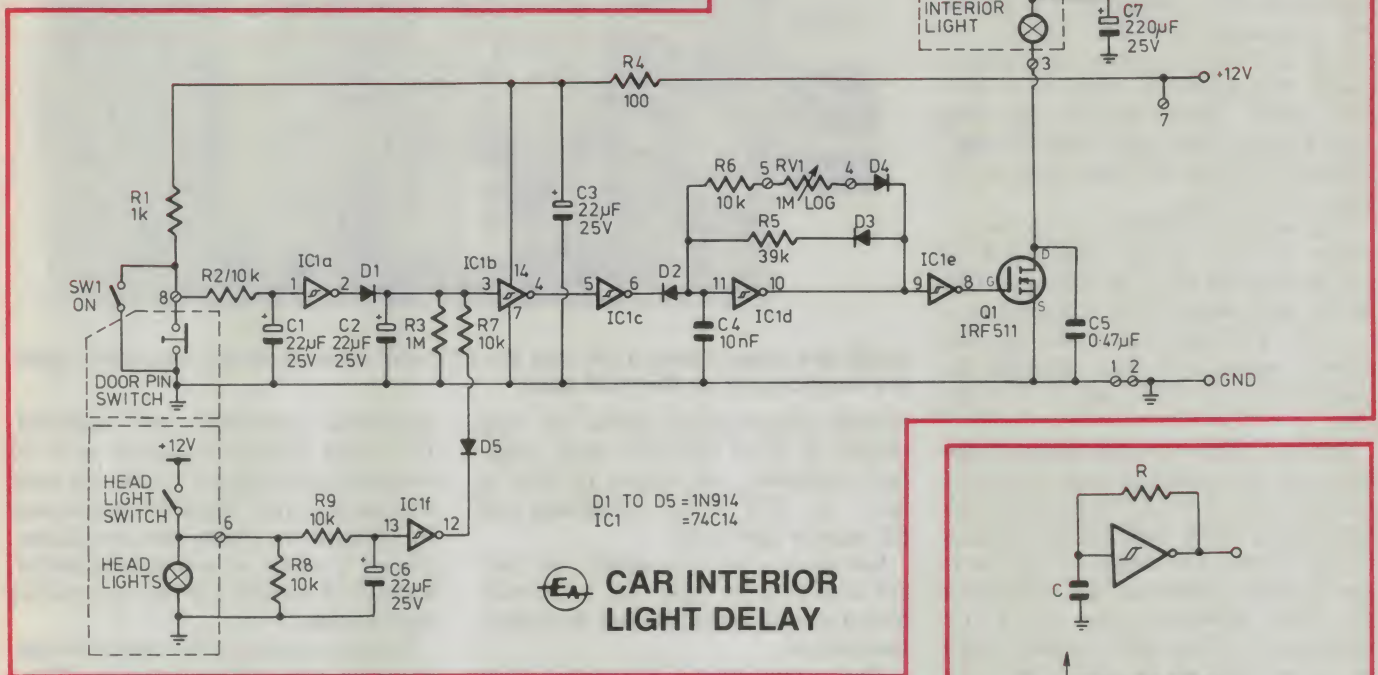 INTERIOR
LIGHT
C7
220µF
25V
3
+12V
7
R4
100
R1
1k
C3
22µF
25V
R6
10k
5
RV1
1M LOG
4
D4
R5
39k
D3
SW1
ON
8
R2/10k
IC1a
1
2
D1
IC1b
14
3
4
7
IC1c
5
6
D2
11
IC1d
10
IC1e
9
8
G
D
S
Q1
IRF511
C1
22µF
25V
C2
22µF
25V
R3
1M
R7
10k
C4
10nF
C5
0·47µF
DOOR PIN
SWITCH
1 2
GND
+12V
HEAD
LIGHT
SWITCH
6
HEAD
LIGHTS
R8
10k
R9
10k
13
IC1f
12
C6
22µF
25V
D5
D1 TO D5 =1N914
IC1 =74C14
EA CAR INTERIOR
LIGHT DELAY
R
C